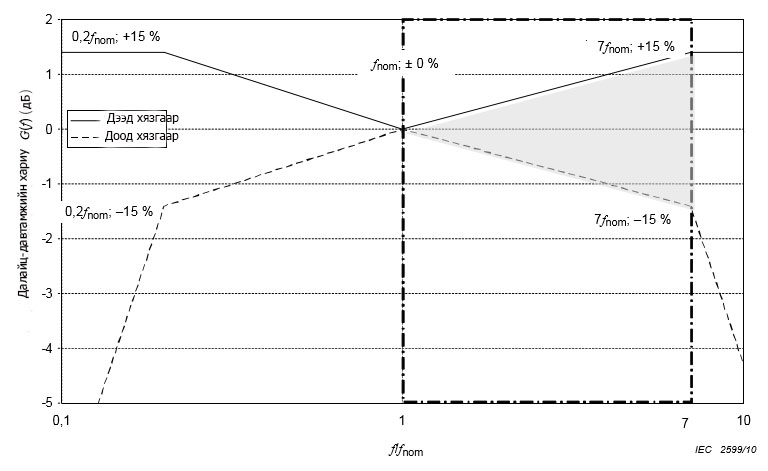 2
0,2fnom; +15 %
7fnom; +15 %
fnom; ± 0 %
1
Дээд хязгаар
Доод хязгаар
0
-1
0,2fnom; –15 %
7fnom; –15 %
-2
-3
-4
-5
Далайц-давтамжийн хариу G(f) (дБ)
0,1
1
7
10
f/fnom
IEC 2599/10